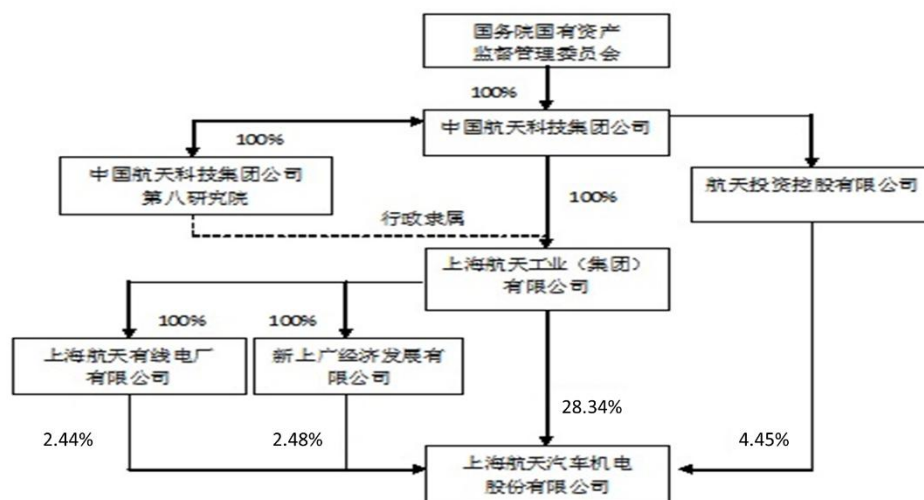 国务院国有资产
监督管理委员会
100%
中国航天科技集团公司
100%
中国航天科技集团公司
第八研究院
100%
航天投资控股有限公司
行政隶属
上海航天工业（集团）
有限公司
100%
100%
上海航天有线电厂
有限公司
新上广经济发展有
限公司
28.34%
2.44%
2.48%
4.45%
上海航天汽车机电
股份有限公司